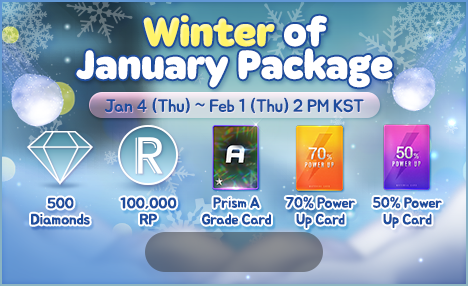 Winter of
January Package
Jan 4 (Thu) ~ Feb 1 (Thu) 2 PM KST
R
A
70%
POWER UP
50%
POWER UP
500
Diamonds
100,000
RP
Prism A
Grade Card
70% Power
Up Card
50% Power
Up Card